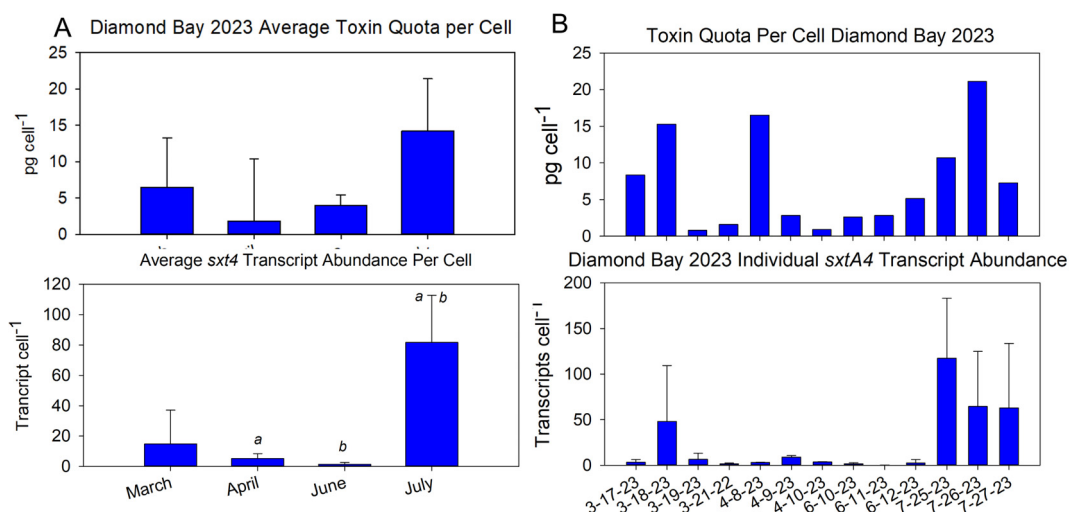 A
Diamond Bay 2023 Average Toxin Quota per Cell
25
20
15
10
5
0
pg cell-1
Average sxt4 Transcript Abundance Per Cell
120
100
80
60
40
20
0
Trancript cell-1
a
b
a b
March
April
June
July
B
Toxin Quota Per Cell Diamond Bay 2023
25
20
15
10
5
0
pg cell-1
Diamond Bay 2023 Individual sxtA4 Transcript Abundance
200
150
100
50
0
Transcripts cell-1
3-17-23
3-18-23
3-19-23
3-21-22
4-8-23
4-9-23
4-10-23
6-10-23
6-11-23
6-12-23
7-25-23
7-26-23
7-27-23